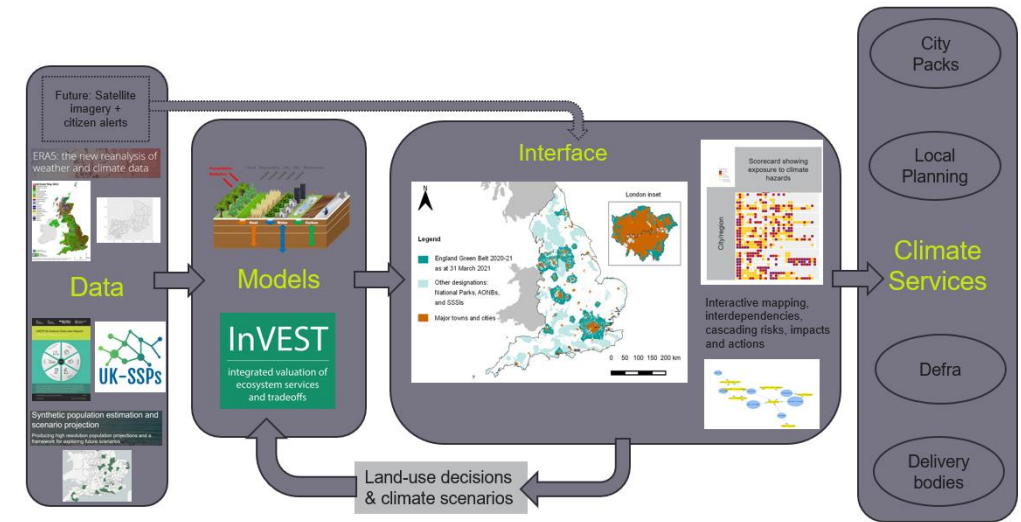 Future: Satellite
imagery +
citizen alerts
ERA5: the new reanalysis of
weather and climate data
Data
UK-SSPs
Synthetic population estimation and
scenario projection
Producing high resolution population projections and a
framework for exploring future scenarios
Models
Heat
Water
Carbon
InVEST
integrated valuation of
ecosystem services
and tradeoffs
Interface
N
Legend
England Green Belt 2020-21
as at 31 March 2021
Other designations:
National Parks, AONBs,
and SSSIs
Major towns and cities
London inset
0 50 100 150 200 km
Scorecard showing
exposure to climate
hazards
City/region
Interactive mapping,
interdependencies,
cascading risks, impacts
and actions
Land-use decisions
& climate scenarios
City
Packs
Local
Planning
Climate
Services
Defra
Delivery
bodies